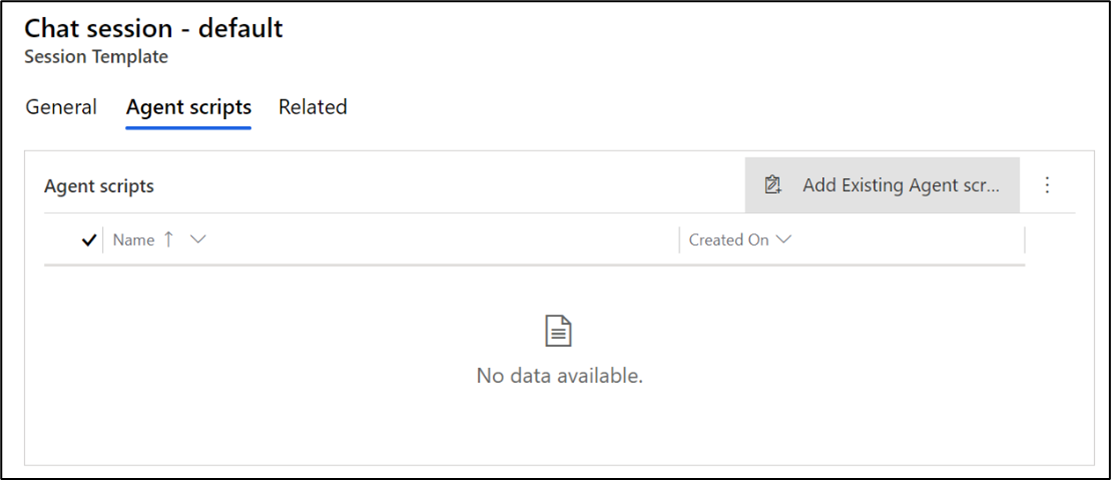 Chat session - default
Session Template
General Agent scripts Related
Agent scripts Add Existing Agent scr...
Name Created On
No data available.